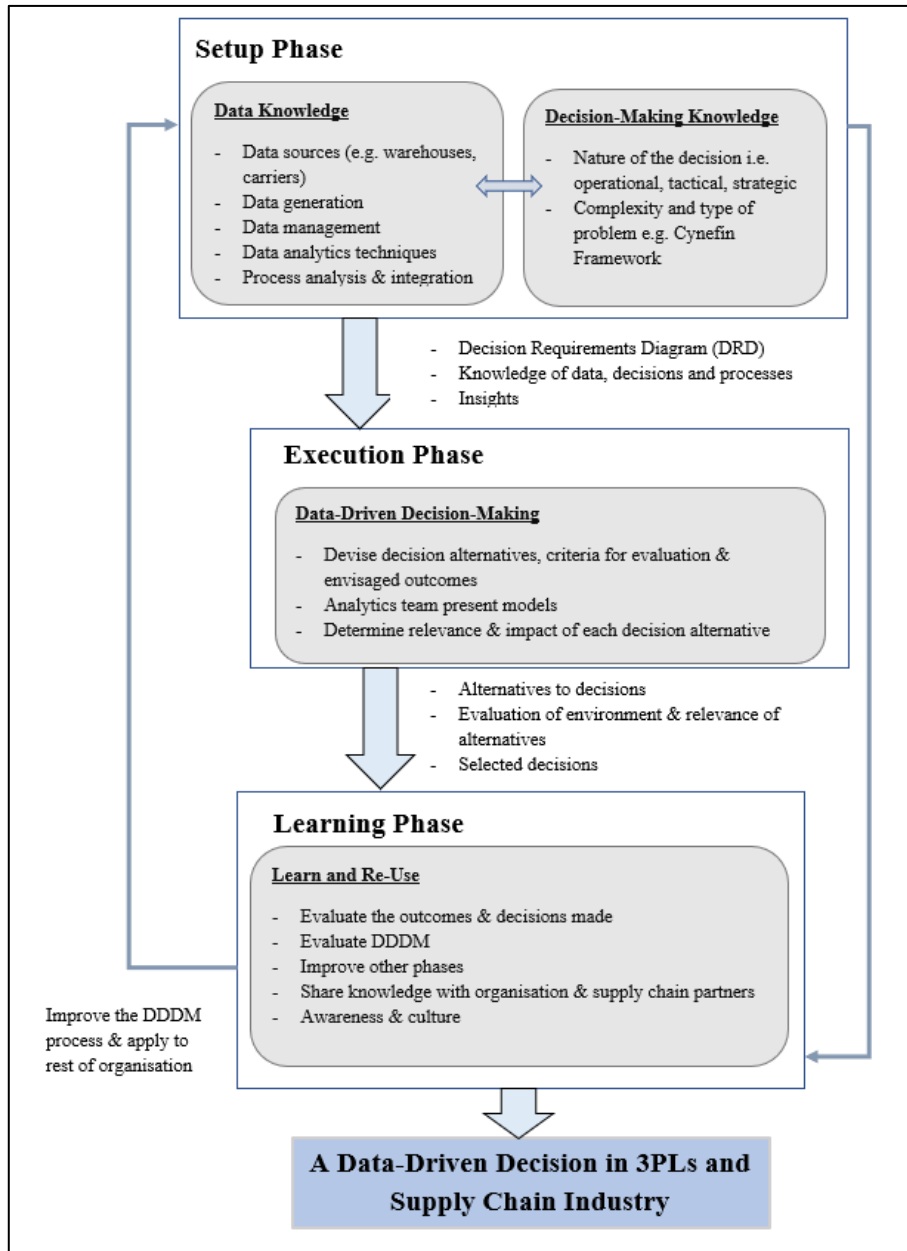 Setup Phase
Data Knowledge
- Data sources (e.g. warehouses,
carriers)
- Data generation
- Data management
- Data analytics techniques
- Process analysis & integration
Decision-Making Knowledge
- Nature of the decision i.e.
operational, tactical, strategic
- Complexity and type of
problem e.g. Cynefin
Framework
- Decision Requirements Diagram (DRD)
- Knowledge of data, decisions and processes
- Insights
Execution Phase
Data-Driven Decision-Making
- Devise decision alternatives, criteria for evaluation &
envisaged outcomes
- Analytics team present models
- Determine relevance & impact of each decision alternative
- Alternatives to decisions
- Evaluation of environment & relevance of
alternatives
- Selected decisions
Learning Phase
Learn and Re-Use
- Evaluate the outcomes & decisions made
- Evaluate DDDM
- Improve other phases
- Share knowledge with organisation & supply chain partners
- Awareness & culture
Improve the DDDM
process & apply to
rest of organisation
A Data-Driven Decision in 3PLs and
Supply Chain Industry